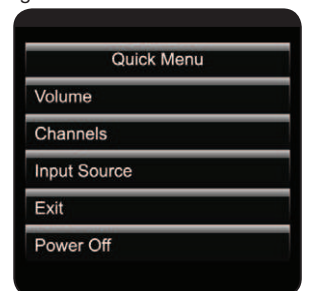 Quick Menu
Volume
Channels
Input Source
Exit
Power Off